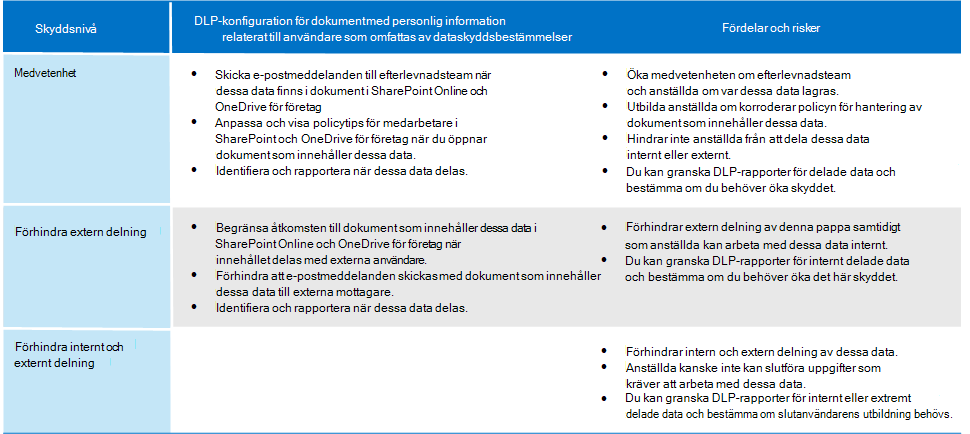 Skyddsnivå
DLP-konfiguration för dokument med personlig information
relaterat till användare som omfattas av dataskyddsbestämmelser
Fördelar och risker
Medvetenhet
• Skicka e-postmeddelanden till efterlevnadsteam när
dessa data finns i dokument i SharePoint Online och
OneDrive för företag
• Anpassa och visa policytips för medarbetare i
SharePoint och OneDrive för företag när du öppnar
dokument som innehåller dessa data.
• Identifiera och rapportera när dessa data delas.
• Öka medvetenheten om efterlevnadsteam
och anställda om var dessa data lagras.
• Utbilda anställda om korroderar policyn för hantering av
dokument som innehåller dessa data.
• Hindrar inte anställda från att dela dessa data
internt eller externt.
• Du kan granska DLP-rapporter för delade data och
bestämma om du behöver öka skyddet.
Förhindra extern delning
• Begränsa åtkomsten till dokument som innehåller dessa data i
SharePoint Online och OneDrive för företag när
innehållet delas med externa användare.
• Förhindra att e-postmeddelanden skickas med dokument som innehåller
dessa data till externa mottagare.
• Identifiera och rapportera när dessa data delas.
• Förhindrar extern delning av denna pappa samtidigt
som anställda kan arbeta med dessa data internt.
• Du kan granska DLP-rapporter för internt delade data
och bestämma om du behöver öka det här skyddet.
Förhindra internt och
externt delning
• Förhindrar intern och extern delning av dessa data.
• Anställda kanske inte kan slutföra uppgifter som
kräver att arbeta med dessa data.
• Du kan granska DLP-rapporter för internt eller extremt
delade data och bestämma om slutanvändarens utbildning behövs.